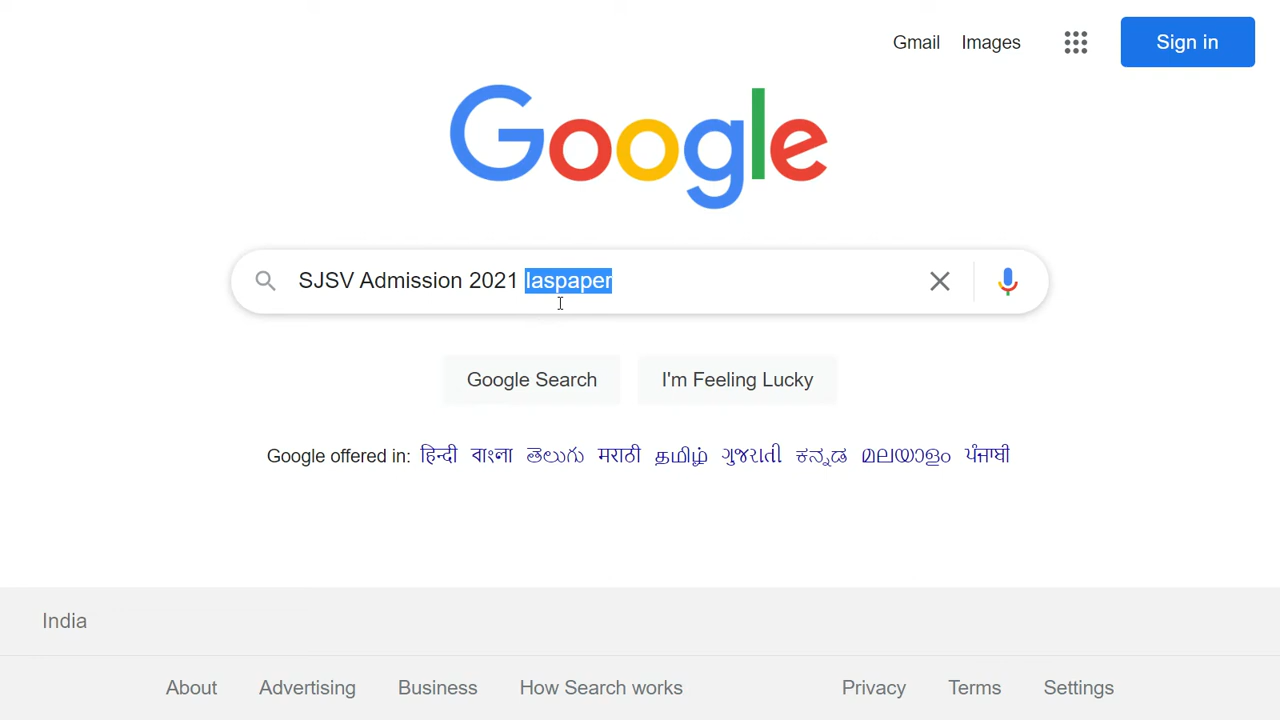 Gmail Images Sign in
Google
SJSV Admission 2021 laspaper
Google Search I'm Feeling Lucky
Google offered in: हिन्दी বাংলা తెలుగు मराठी தமிழ் ગુજરાતી ಕನ್ನಡ മലയാളം ਪੰਜਾਬੀ
India
About Advertising Business How Search works Privacy Terms Settings